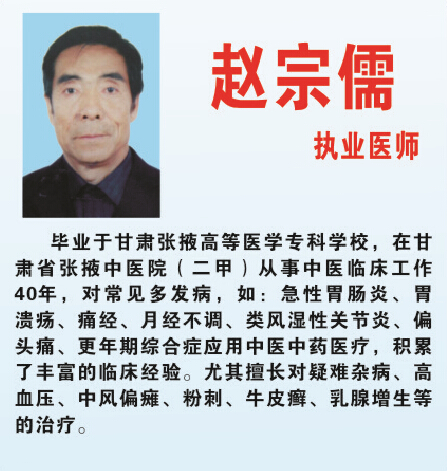 赵宗儒
执业医师
毕业于甘肃张掖高等医学专科学校，在甘
肃省张掖中医院（二甲）从事中医临床工作
40年，对常见多发病，如：急性胃肠炎、胃
溃疡、痛经、月经不调、类风湿性关节炎、偏
头痛、更年期综合症应用中医中药医疗，积累
了丰富的临床经验。尤其擅长对疑难杂病、高
血压、中风偏瘫、粉刺、牛皮癣、乳腺增生等
的治疗。